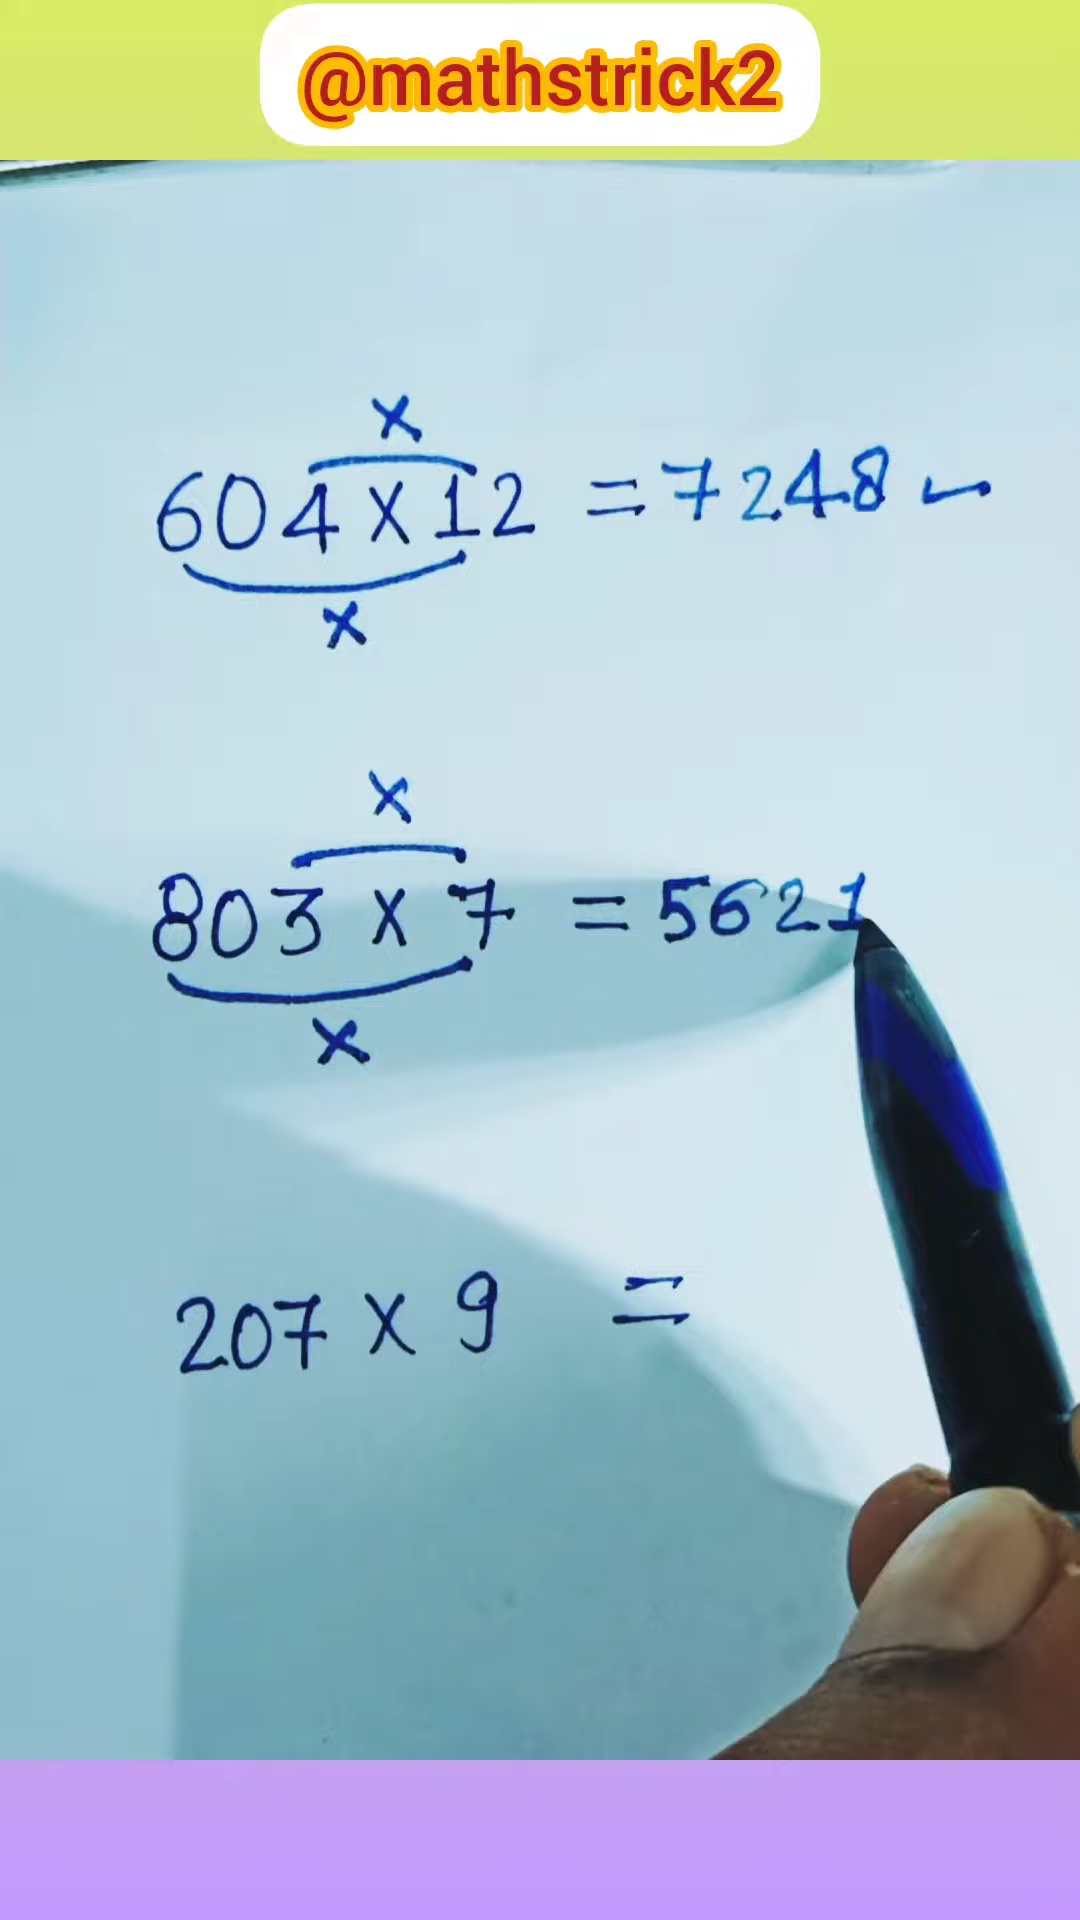 @mathstrick2
x
604 x 12 = 7248
x
x
803 x 7 = 5621
x
207 x 9 =